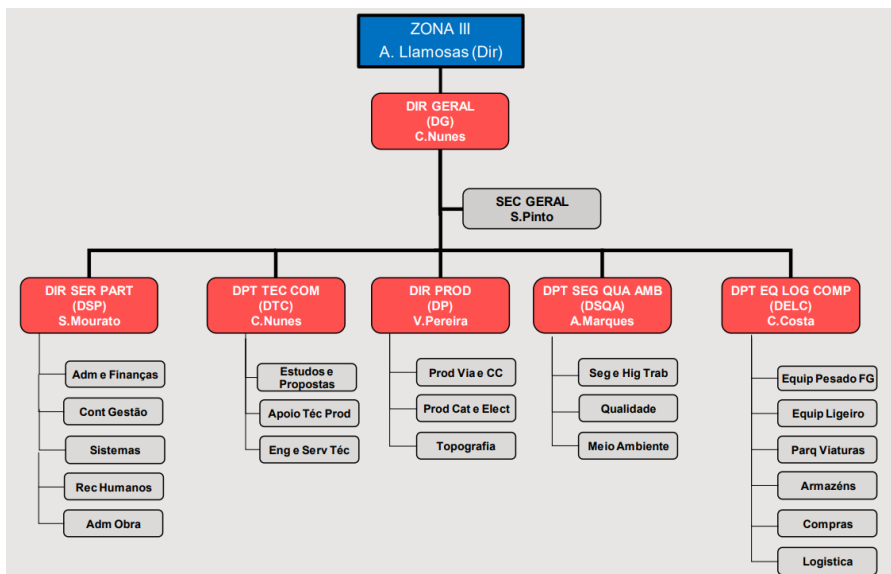 ZONA III
A. Llamosas (Dir)
DIR GERAL
(DG)
C.Nunes
SEC GERAL
S.Pinto
DIR SER PART
(DSP)
S.Mourato
DPT TEC COM
(DTC)
C.Nunes
DIR PROD
(DP)
V.Pereira
DPT SEG QUA AMB
(DSQA)
A.Marques
DPT EQ LOG COMP
(DELC)
C.Costa
Adm e Finanças
Cont Gestão
Sistemas
Rec Humanos
Adm Obra
Estudos e
Propostas
Apoio Téc Prod
Eng e Serv Téc
Prod Via e CC
Prod Cat e Elect
Topografia
Seg e Hig Trab
Qualidade
Meio Ambiente
Equip Pesado FG
Equip Ligeiro
Parq Viaturas
Armazéns
Compras
Logistica